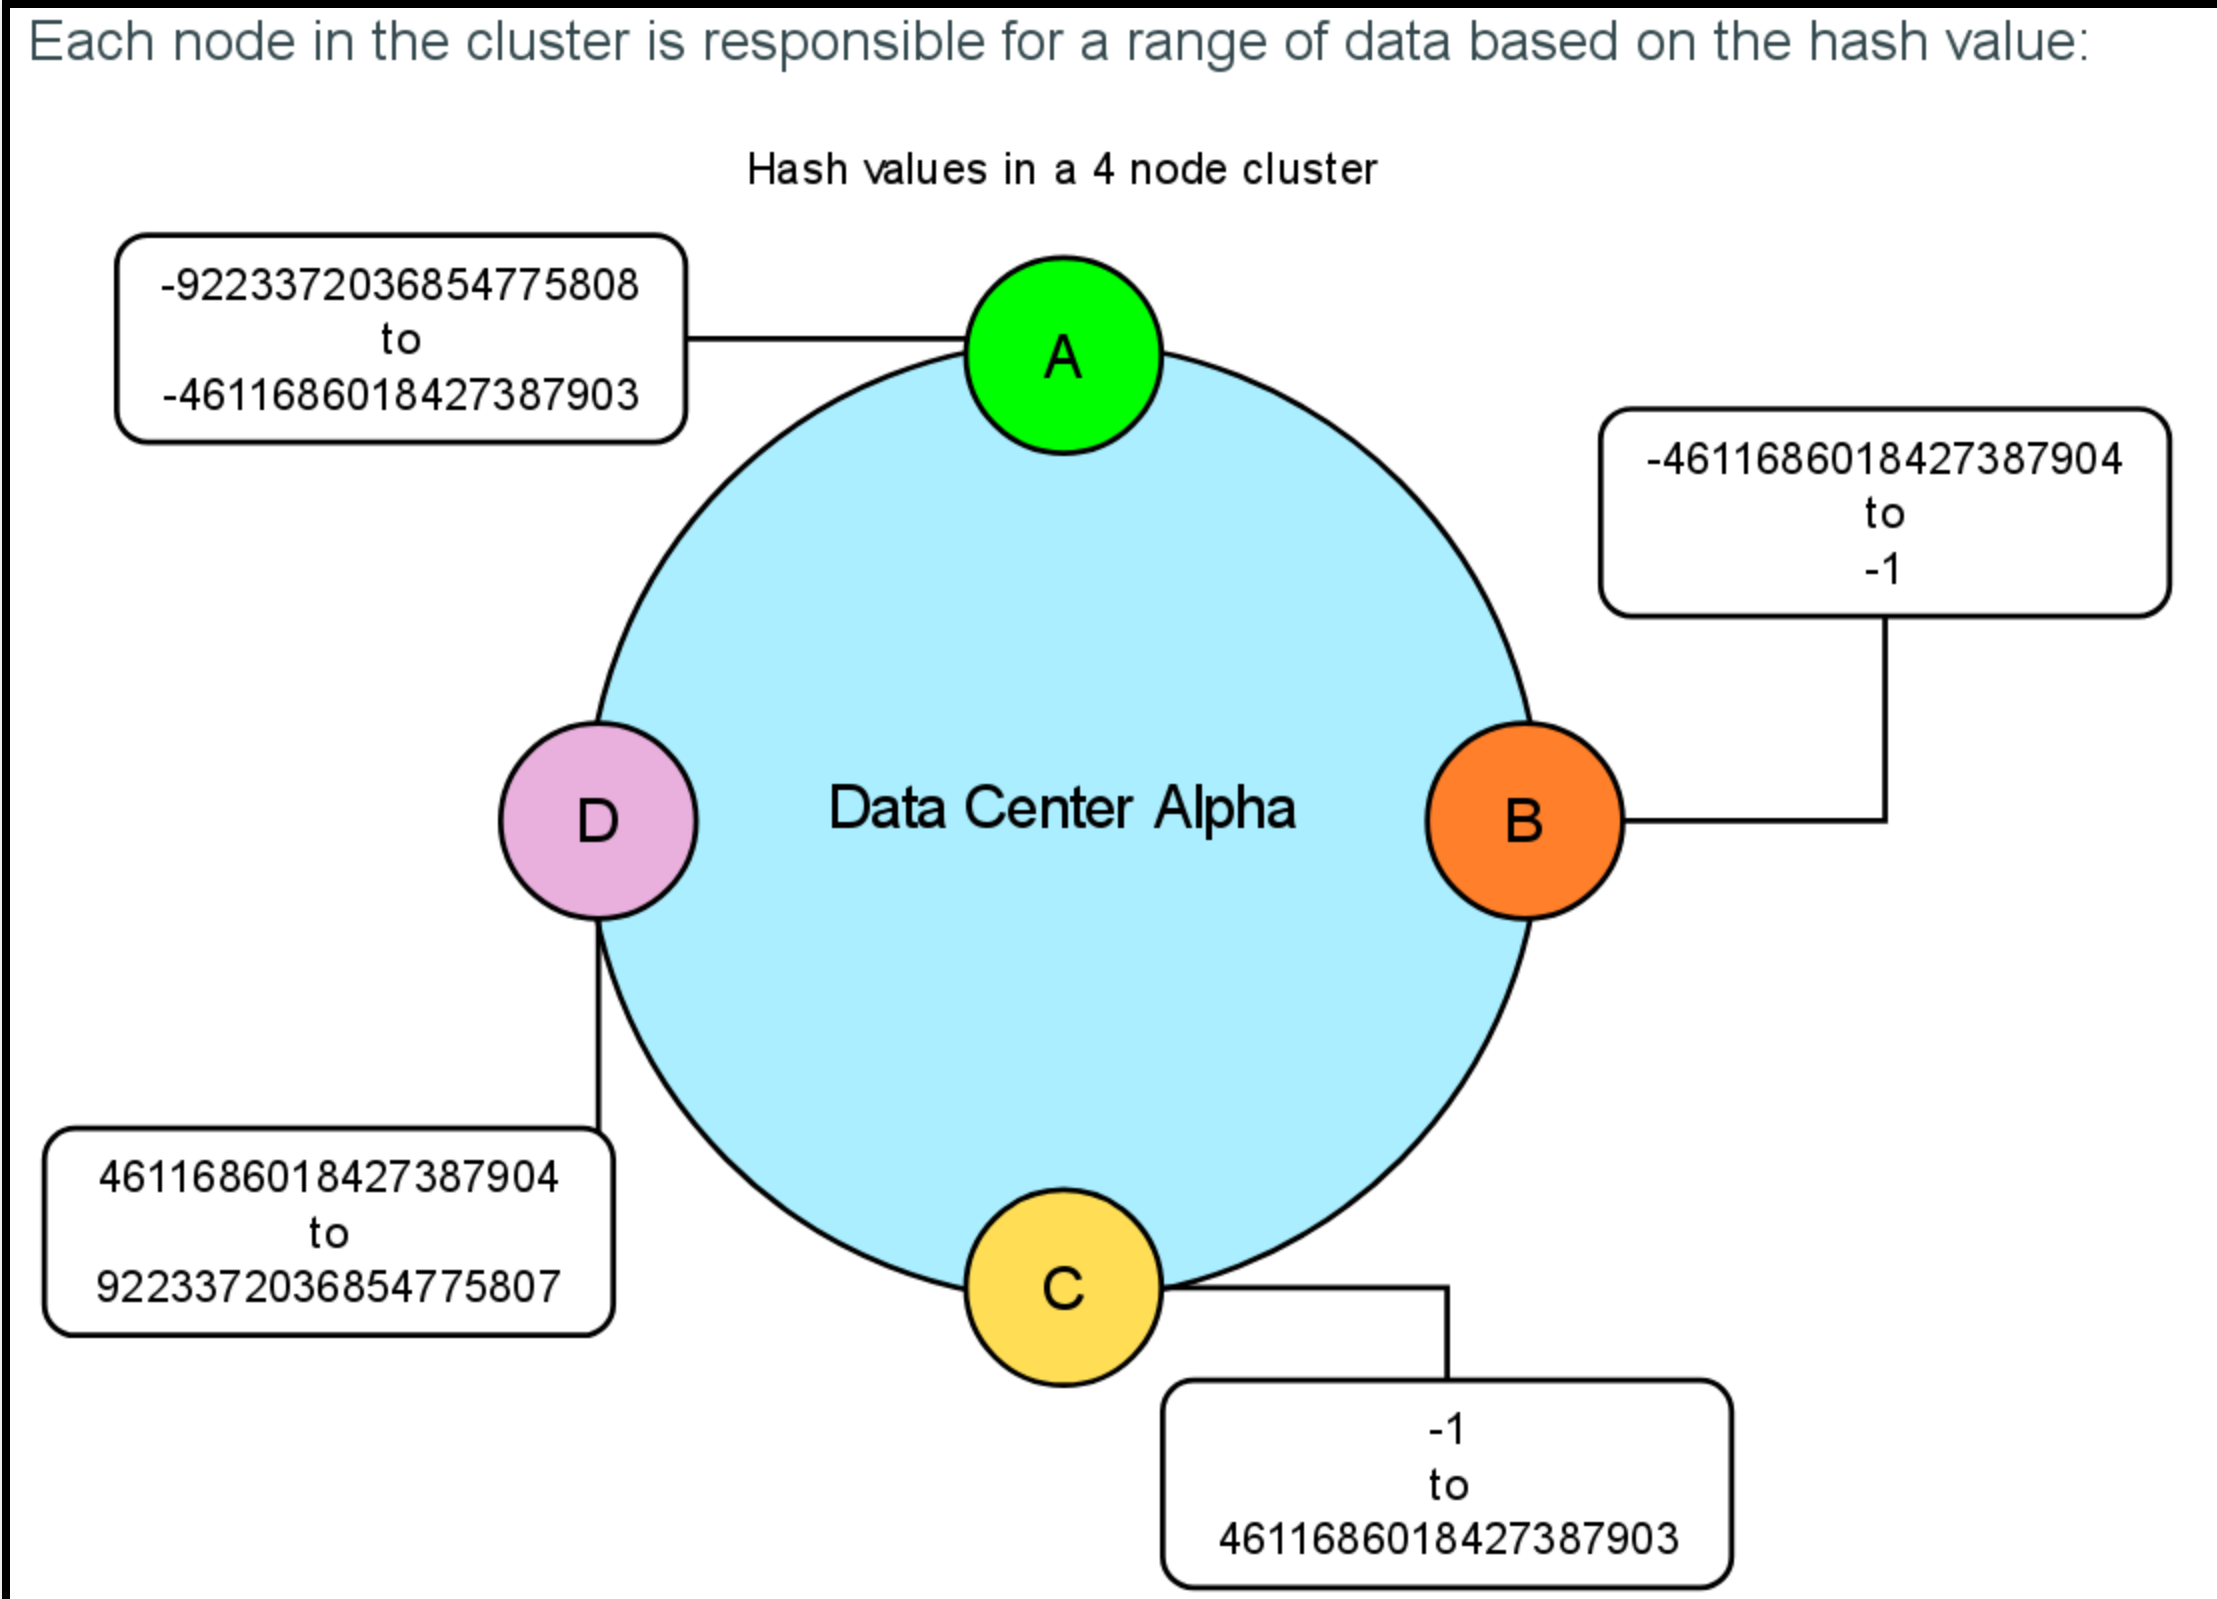 Each node in the cluster is responsible for a range of data based on the hash value:
Hash values in a 4 node cluster
-9223372036854775808
to
-4611686018427387903
A
-4611686018427387904
to
-1
D
Data Center Alpha
B
4611686018427387904
to
9223372036854775807
C
-1
to
4611686018427387903